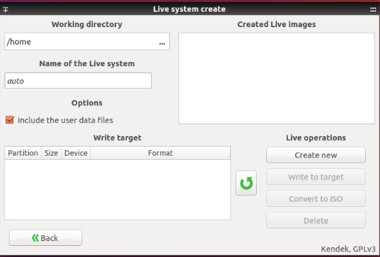 Live system create
Working directory
/home
...
Name of the Live system
auto
Options
Include the user data files
Created Live images
Write target
Partition Size Device Format
Live operations
Create new
Write to target
Convert to ISO
Delete
Back
Kendek, GPLv3